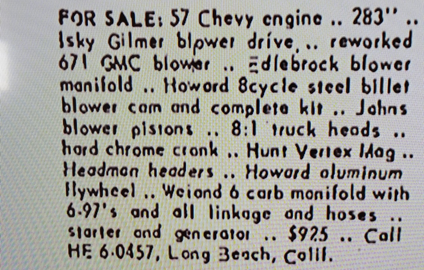 FOR SALE: 57 Chevy engine .. 283" ..
Isky Gilmer blower drive .. reworked
671 GMC blower .. Edlebrock blower
manifold .. Howard 8cycle steel billet
blower cam and complete kit .. Jahns
blower pistons .. 8:1 truck heads ..
hard chrome crank .. Hunt Vertex Mag ..
Headman headers .. Howard aluminum
flywheel .. Weiand 6 carb manifold with
6-97's and all linkage and hoses ..
starter and generator .. $925 .. Call
HE 6-0457, Long Beach, Calif.